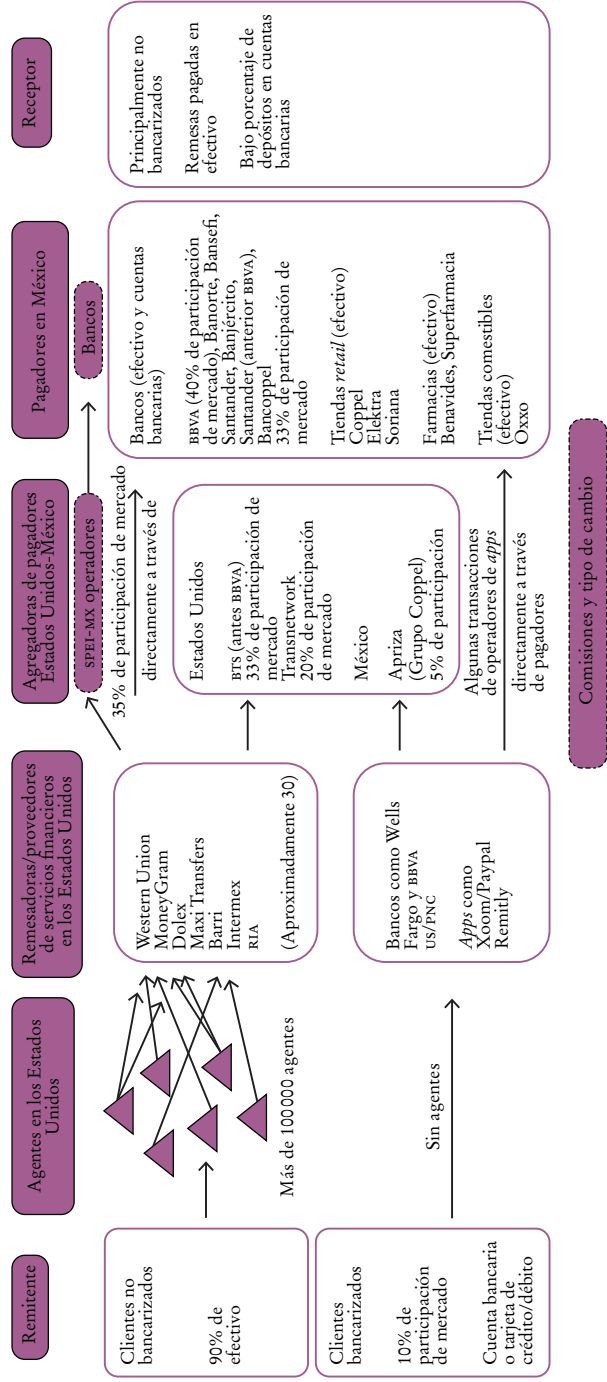 Remitente
Agentes en los Estados
Unidos
Remesadoras/proveedores
de servicios financieros
en los Estados Unidos
Agregadoras de pagadores
Estados Unidos-México
Pagadores en México
Receptor
Clientes no
bancarizados
90% de
efectivo
Clientes
bancarizados
10% de
participación
de mercado
Cuenta bancaria
o tarjeta de
crédito/débito
Más de 100 000 agentes
Sin agentes
Western Union
MoneyGram
Dolex
Maxi Transfers
Barri
Intermex
RIA
(Aproximadamente 30)
Bancos como Wells
Fargo y BBVA
US/PNC
Apps como
Xoom/Paypal
Remitly
SPEI-MX operadores
35% de participación de mercado
directamente a través de
Estados Unidos
BTS (antes BBVA)
33% de participación de
mercado
Transnetwork
20% de participación
de mercado
México
Apriza
(Grupo Coppel)
5% de participación
Algunas transacciones
de operadores de apps
directamente a través
de pagadores
Bancos
Bancos (efectivo y cuentas
bancarias)
BBVA (40% de participación
de mercado), Banorte, Bansefi,
Santander, Banjército,
Santander (anterior BBVA),
Bancoppel
33% de participación de
mercado
Tiendas retail (efectivo)
Coppel
Elektra
Soriana
Farmacias (efectivo)
Benavides, Superfarmacia
Tiendas comestibles
(efectivo)
Oxxo
Principalmente no
bancarizados
Remesas pagadas en
efectivo
Bajo porcentaje de
depósitos en cuentas
bancarias
Comisiones y tipo de cambio